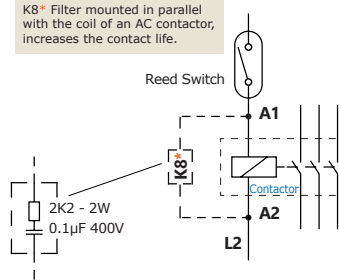 K8* Filter mounted in parallel
with the coil of an AC contactor,
increases the contact life.
Reed Switch
A1
K8*
Contactor
2K2 - 2W
0.1µF 400V
A2
L2